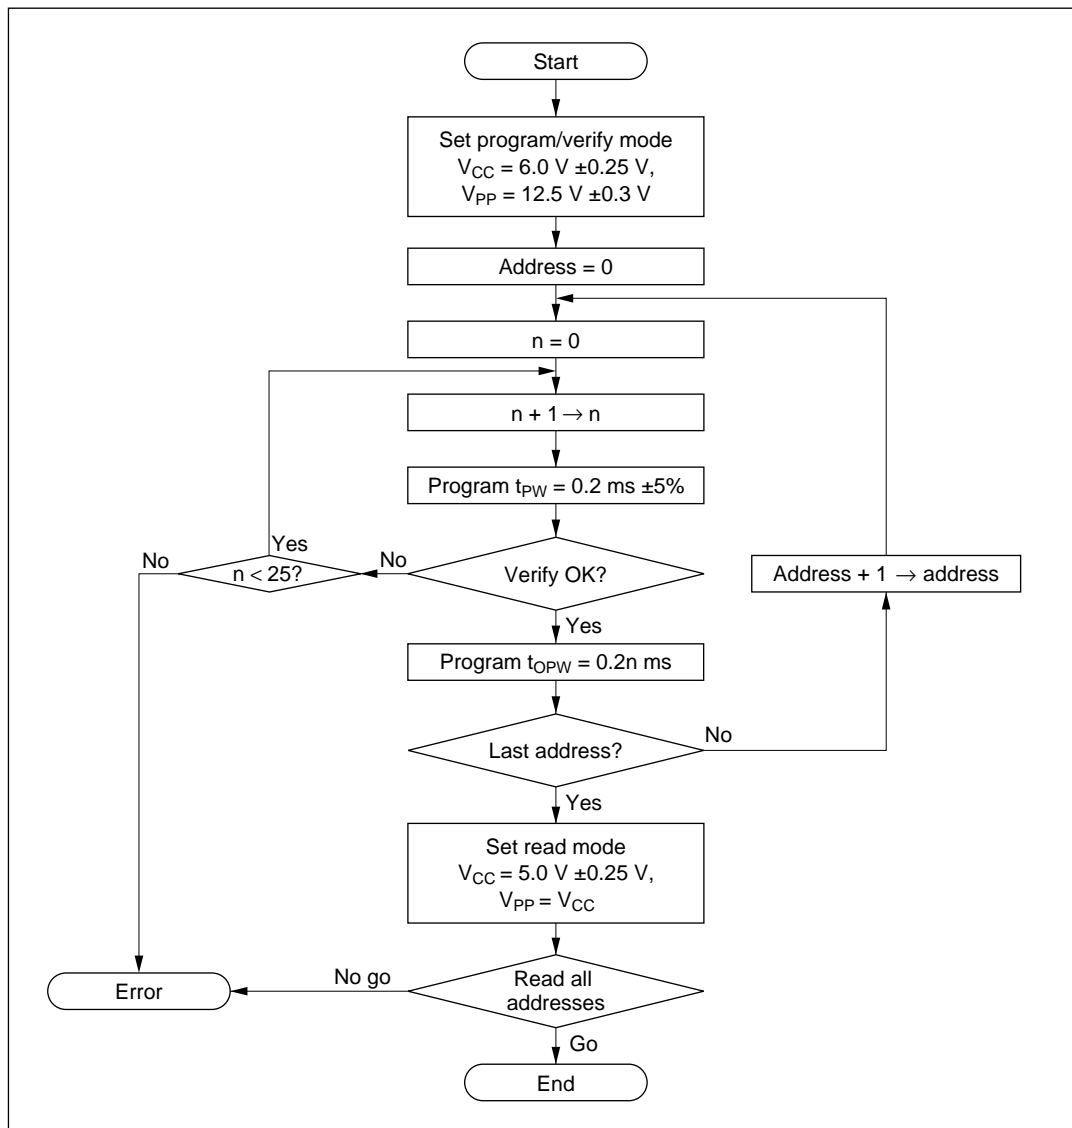 Start
Set program/verify mode
VCC = 6.0 V ±0.25 V,
VPP = 12.5 V ±0.3 V
Address = 0
n = 0
n + 1 → n
Program tPW = 0.2 ms ±5%
No
Yes
n < 25?
No
Verify OK?
Address + 1 → address
Yes
Program tOPW = 0.2n ms
Last address?
No
Yes
Set read mode
VCC = 5.0 V ±0.25 V,
VPP = VCC
Error
No go
Read all
addresses
Go
End